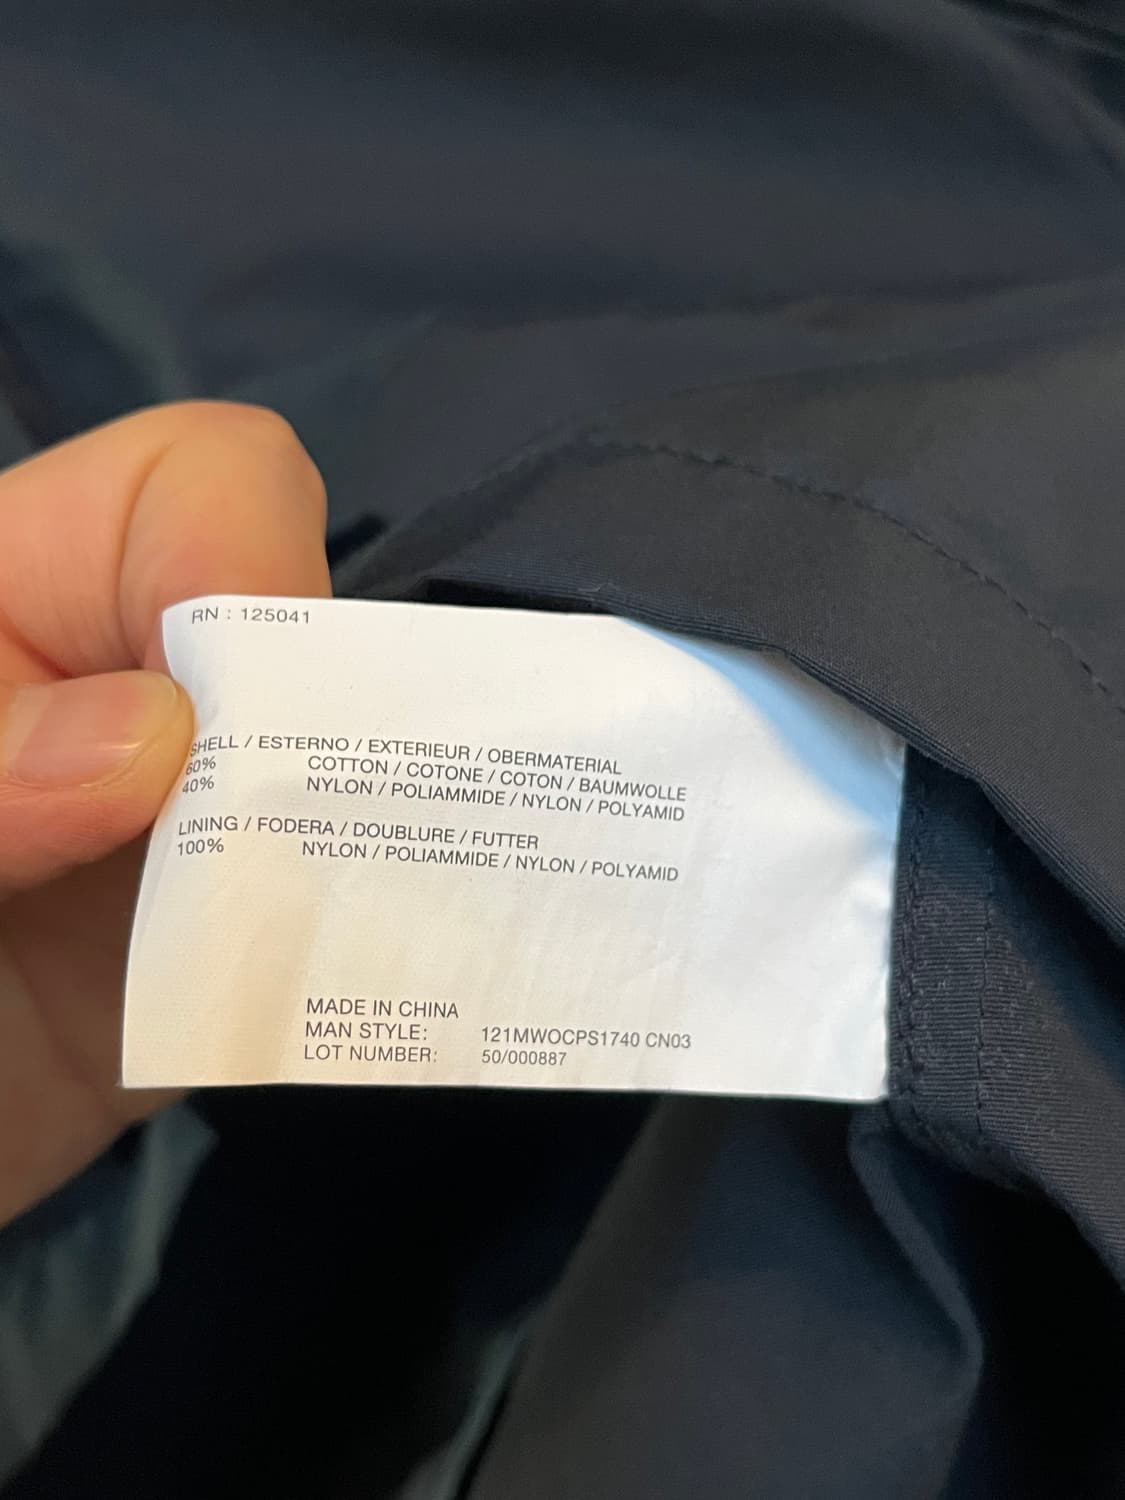 RN : 125041
SHELL / ESTERNO / EXTERIEUR / OBERMATERIAL
60% COTTON / COTONE / COTON / BAUMWOLLE
40% NYLON / POLIAMMIDE / NYLON / POLYAMID
LINING / FODERA / DOUBLURE / FUTTER
100% NYLON / POLIAMMIDE / NYLON / POLYAMID
MADE IN CHINA
MAN STYLE: 121MWOCPS1740 CN03
LOT NUMBER: 50/000887